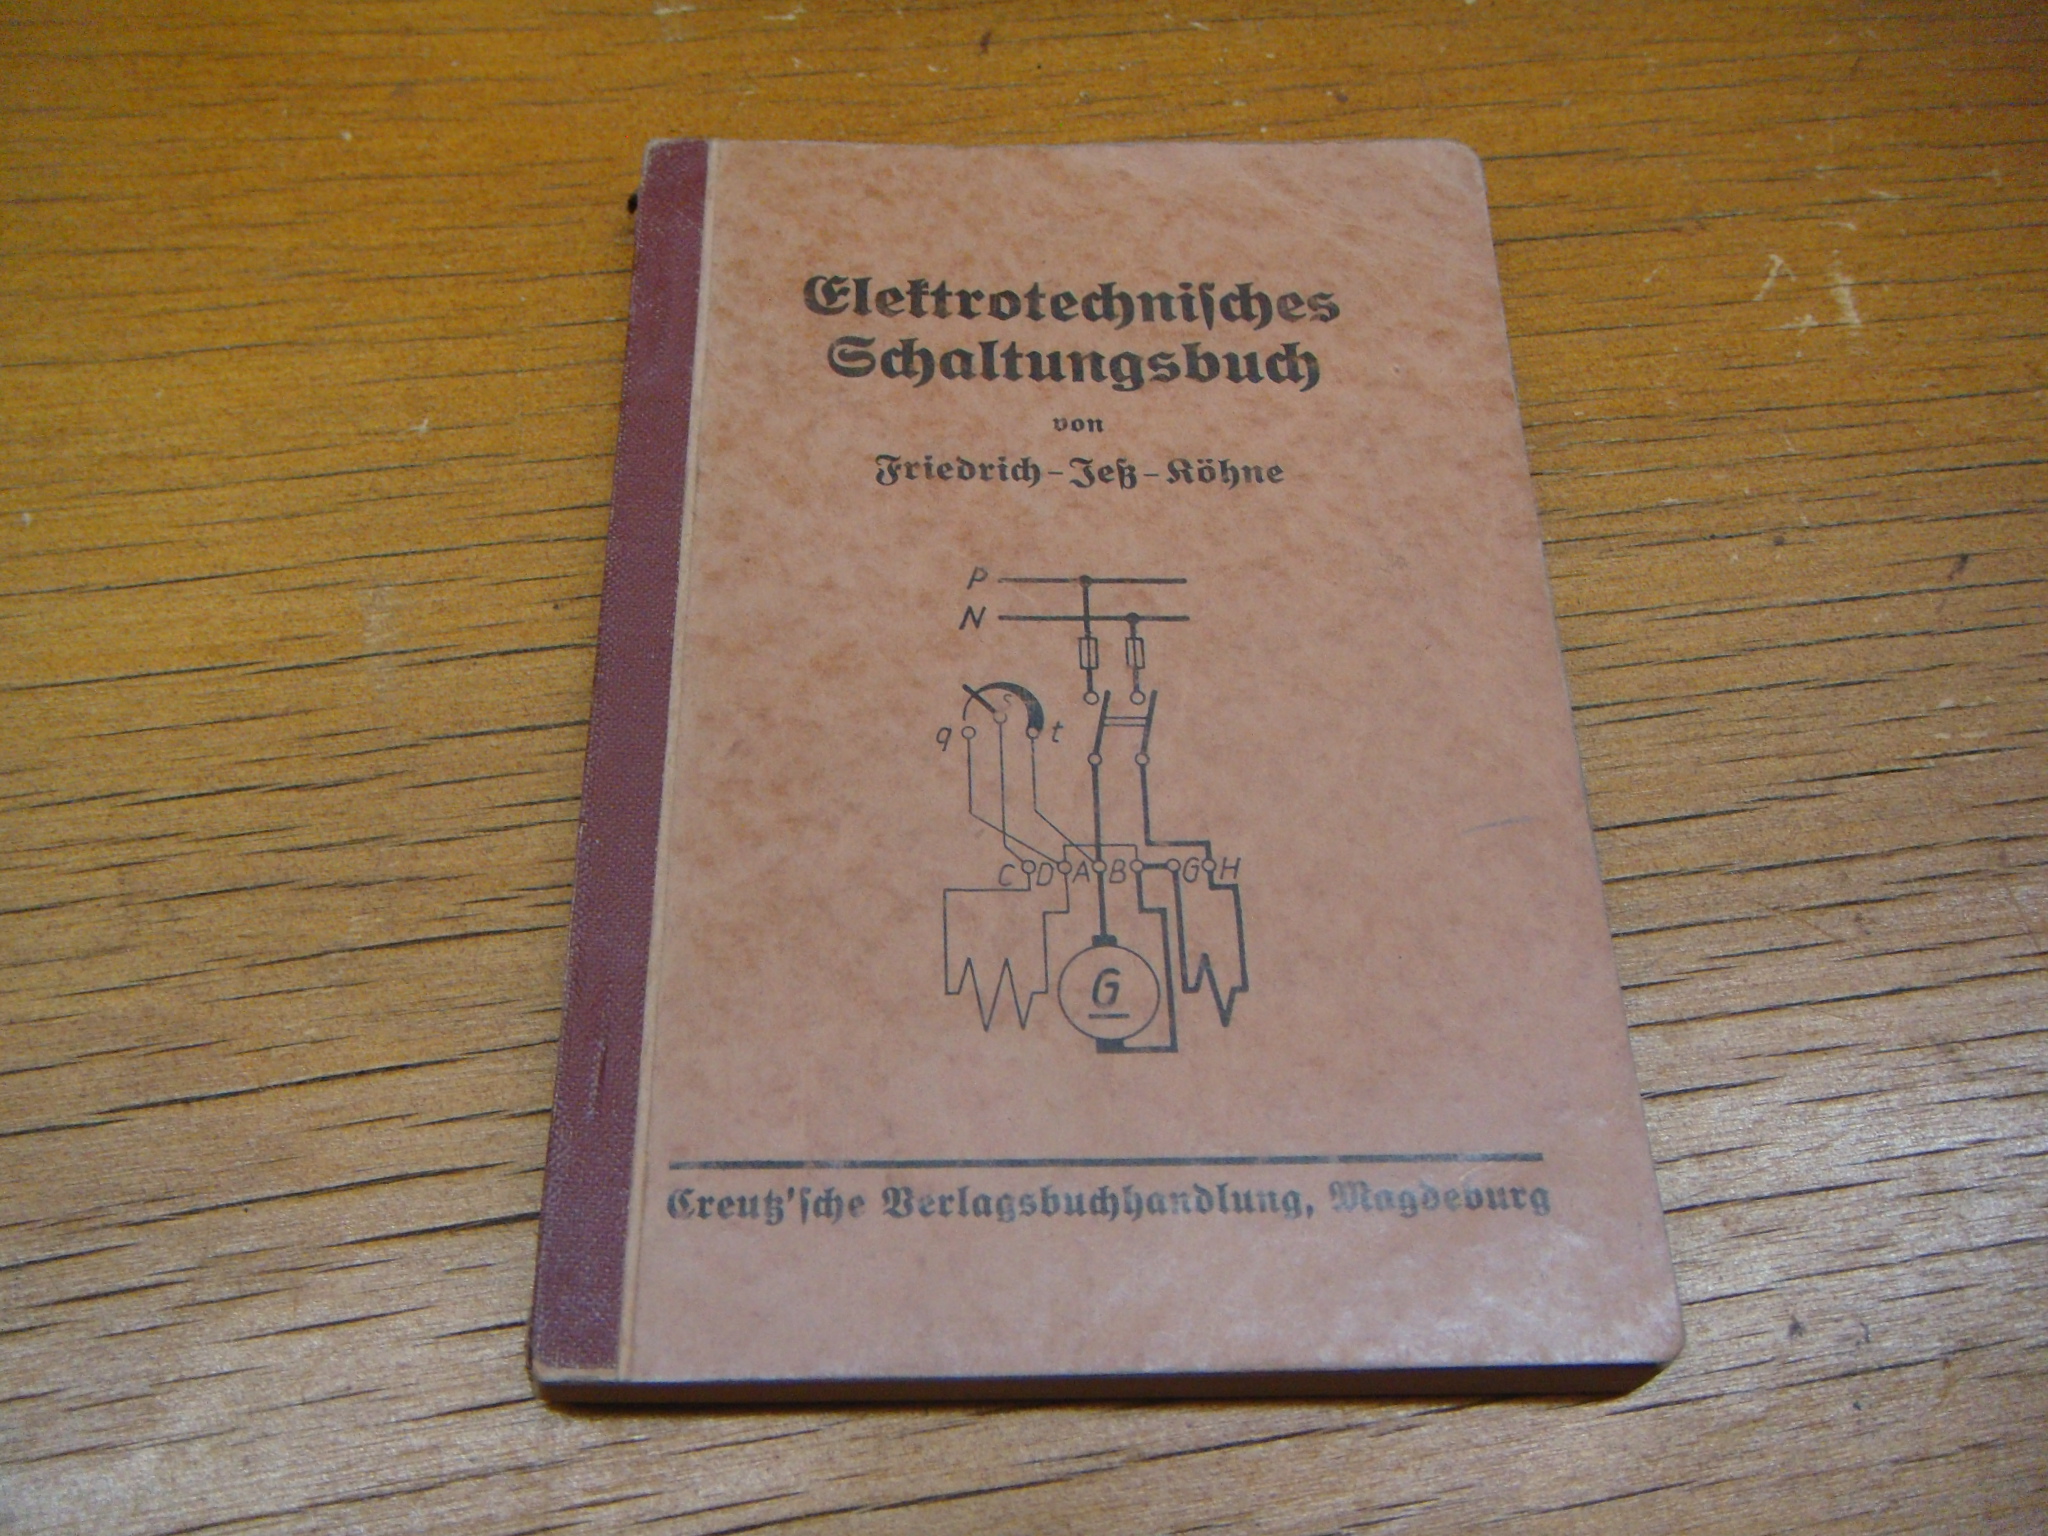 Elektrotechniſches
Schaltungsbuch
von
Friedrich-Jeß-Köhne
P
N
s
q t
C D A B G H
G
Creutz'ſche Verlagsbuchhandlung, Magdeburg